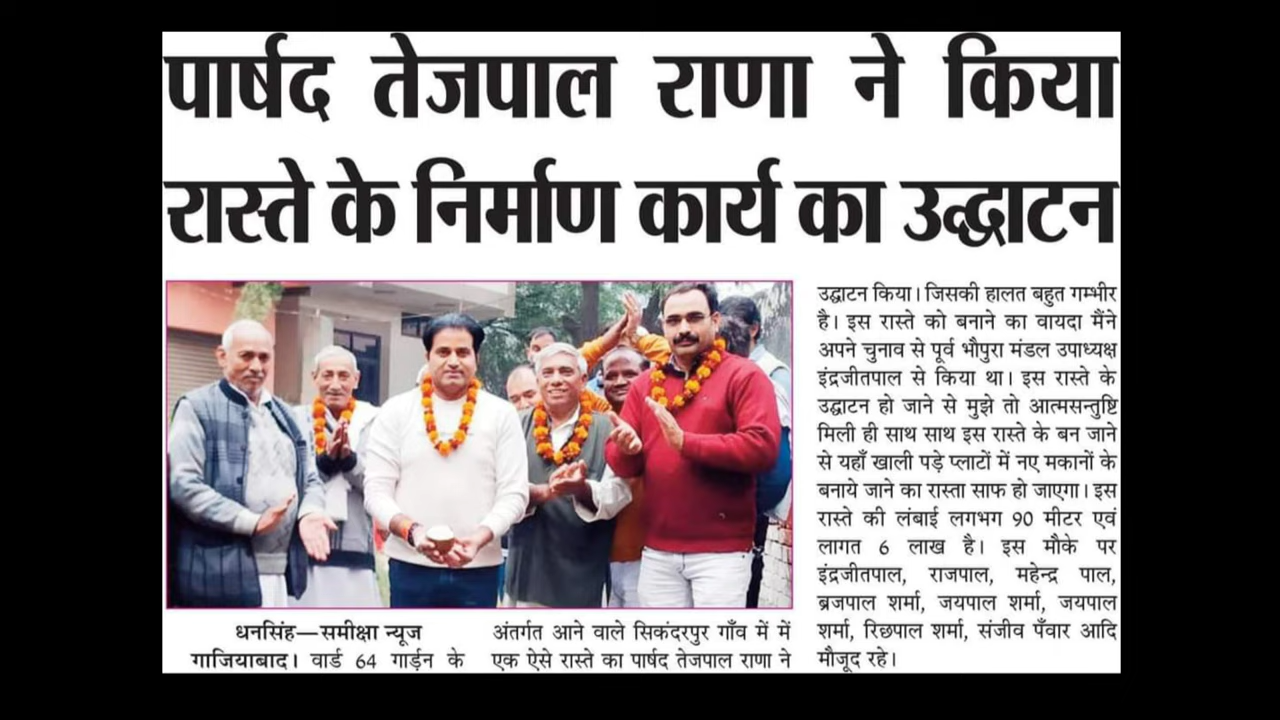 पार्षद तेजपाल राणा ने किया
रास्ते के निर्माण कार्य का उद्घाटन
धनसिंह—समीक्षा न्यूज
गाजियाबाद। वार्ड 64 गार्ड़न के
अंतर्गत आने वाले सिकंदरपुर गाँव में में
एक ऐसे रास्ते का पार्षद तेजपाल राणा ने
उद्घाटन किया। जिसकी हालत बहुत गम्भीर
है। इस रास्ते को बनाने का वायदा मैंने
अपने चुनाव से पूर्व भौपुरा मंडल उपाध्यक्ष
इंद्रजीतपाल से किया था। इस रास्ते के
उद्घाटन हो जाने से मुझे तो आत्मसन्तुष्टि
मिली ही साथ साथ इस रास्ते के बन जाने
से यहाँ खाली पड़े प्लाटों में नए मकानों के
बनाये जाने का रास्ता साफ हो जाएगा। इस
रास्ते की लंबाई लगभग 90 मीटर एवं
लागत 6 लाख है। इस मौके पर
इंद्रजीतपाल, राजपाल, महेन्द्र पाल,
ब्रजपाल शर्मा, जयपाल शर्मा, जयपाल
शर्मा, रिछपाल शर्मा, संजीव पँवार आदि
मौजूद रहे।